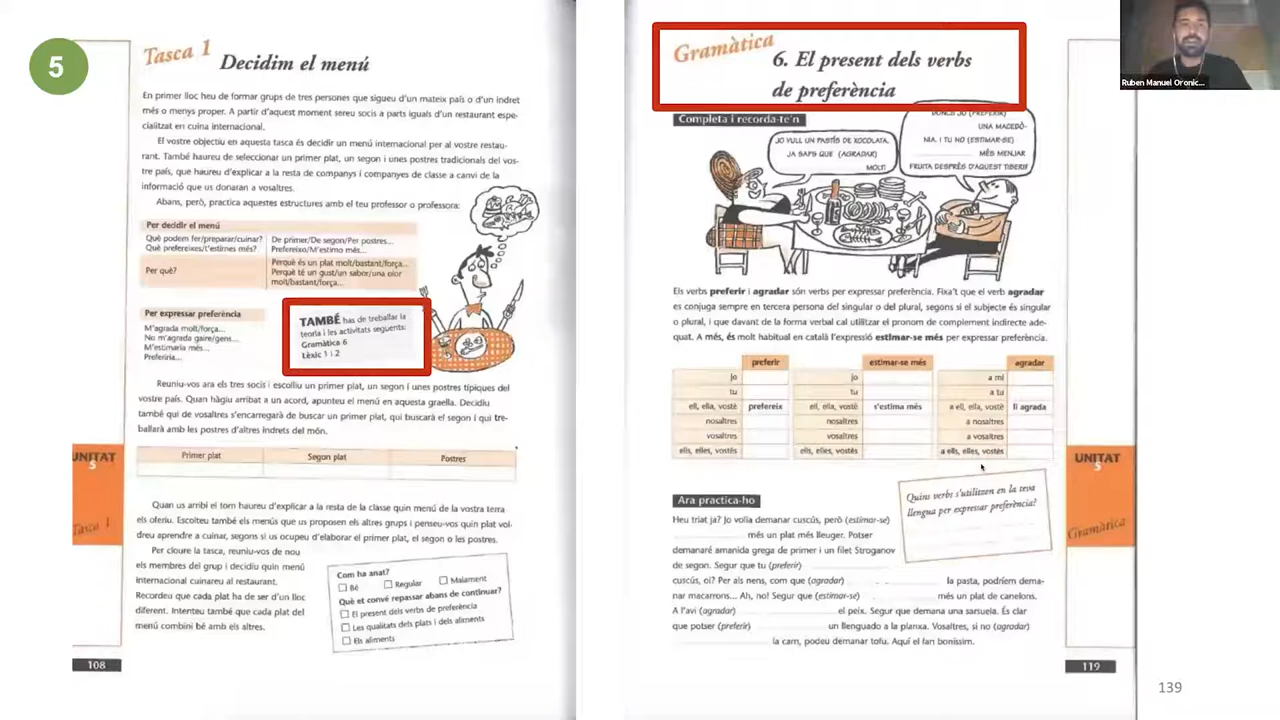 5
Tasca 1
Decidim el menú
En primer lloc heu de formar grups de tres persones que sigueu d'un mateix país o d'un indret
més o menys proper. A partir d'aquest moment sereu socis a parts iguals d'un restaurant espe-
cialitzat en cuina internacional.
El vostre objectiu en aquesta tasca és decidir un menú internacional per al vostre restau-
rant. També haureu de seleccionar un primer plat, un segon i unes postres tradicionals del vos-
tre país, que haureu d'explicar a la resta de companys i companyes de classe a canvi de la
informació que us donaran a vosaltres.
Abans, però, practica aquestes estructures amb el teu professor o professora:
Per decidir el menú
Què podem fer/preparar/cuinar?
Què prefereixes/t'estimes més?
De primer/De segon/Per postres...
Prefereixo/M'estimo més...
Per què?
Perquè és un plat molt/bastant/força...
Perquè té un gust/un sabor/una olor
molt/bastant/força...
Per expressar preferència
M'agrada molt/força...
No m'agrada gaire/gens...
M'estimaria més...
Preferiria...
TAMBÉ has de treballar la
teoria i les activitats següents:
Gramàtica 6
Lèxic 1 i 2
Reuniu-vos ara els tres socis i escolliu un primer plat, un segon i unes postres típiques del
vostre país. Quan hàgiu arribat a un acord, apunteu el menú en aquesta graella. Decidiu
també qui de vosaltres s'encarregarà de buscar un primer plat, qui buscarà el segon i qui tre-
ballarà amb les postres d'altres indrets del món.
Primer plat Segon plat Postres
Quan us arribi el torn haureu d'explicar a la resta de la classe quin menú de la vostra terra
els oferiu. Escolteu també els menús que us proposen els altres grups i penseu-vos quin plat vol-
dreu aprendre a cuinar, segons si us ocupeu d'elaborar el primer plat, el segon o les postres.
Per cloure la tasca, reuniu-vos de nou
els membres del grup i decidiu quin menú
internacional cuinareu al restaurant.
Recordeu que cada plat ha de ser d'un lloc
diferent. Intenteu també que cada plat del
menú combini bé amb els altres.
Com ha anat?
Bé Regular Malament
Què et convé repassar abans de continuar?
El present dels verbs de preferència
Les qualitats dels plats i dels aliments
Els aliments
UNITAT
5
Tasca 1
108
Gramàtica
6. El present dels verbs
de preferència
Completa i recorda-te'n
JO VULL UN PASTÍS DE XOCOLATA.
JA SAPS QUE (AGRADAR)
MOLT!
DONCS JO (PREFERIR)
UNA MACEDÒ-
NIA. I TU NO (ESTIMAR-SE)
MÉS MENJAR
FRUITA DESPRÉS D'AQUEST TIBERI?
Els verbs preferir i agradar són verbs per expressar preferència. Fixa't que el verb agradar
es conjuga sempre en tercera persona del singular o del plural, segons si el subjecte és singular
o plural, i que davant de la forma verbal cal utilitzar el pronom de complement indirecte ade-
quat. A més, és molt habitual en català l'expressió estimar-se més per expressar preferència.
preferir estimar-se més agradar
jo jo a mi
tu tu a tu
ell, ella, vostè prefereix ell, ella, vostè s'estima més a ell, ella, vostè li agrada
nosaltres nosaltres a nosaltres
vosaltres vosaltres a vosaltres
ells, elles, vostès ells, elles, vostès a ells, elles, vostès
Ara practica-ho
Quins verbs s'utilitzen en la teva
llengua per expressar preferència?
Heu triat ja? Jo volia demanar cuscús, però (estimar-se)
més un plat més lleuger. Potser
demanaré amanida grega de primer i un filet Stroganov
de segon. Segur que tu (preferir)
cuscús, oi? Per als nens, com que (agradar) la pasta, podríem dema-
nar macarrons... Ah, no! Segur que (estimar-se) més un plat de canelons.
A l'avi (agradar) el peix. Segur que demana una sarsuela. És clar
que potser (preferir) un llenguado a la planxa. Vosaltres, si no (agradar)
la carn, podeu demanar tofu. Aquí el fan boníssim.
UNITAT
5
Gramàtica
119
139
Ruben Manuel Oronic...